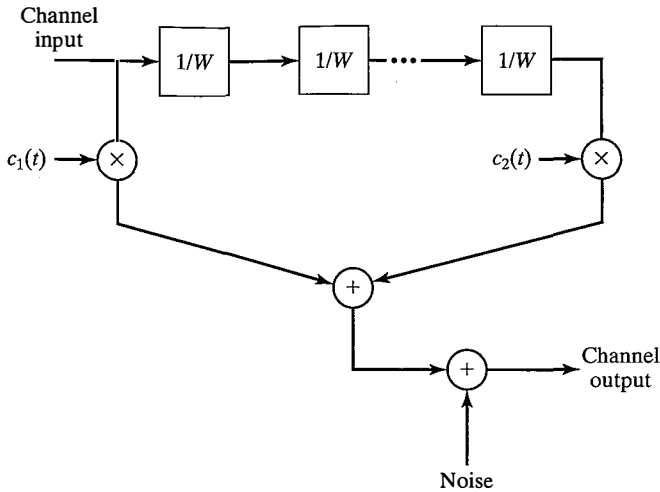 Channel
input
1/W
1/W
...
1/W
c₁(t)
×
c₂(t)
×
+
+
Channel
output
Noise